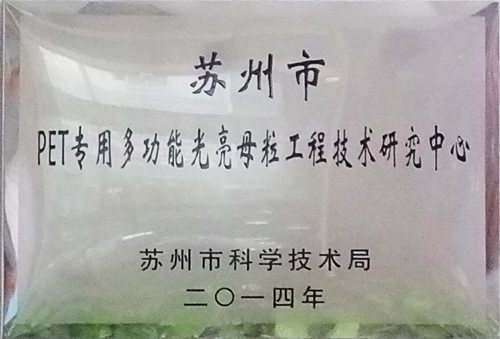 苏州市
PET专用多功能光亮母粒工程技术研究中心
苏州市科学技术局
二〇一四年